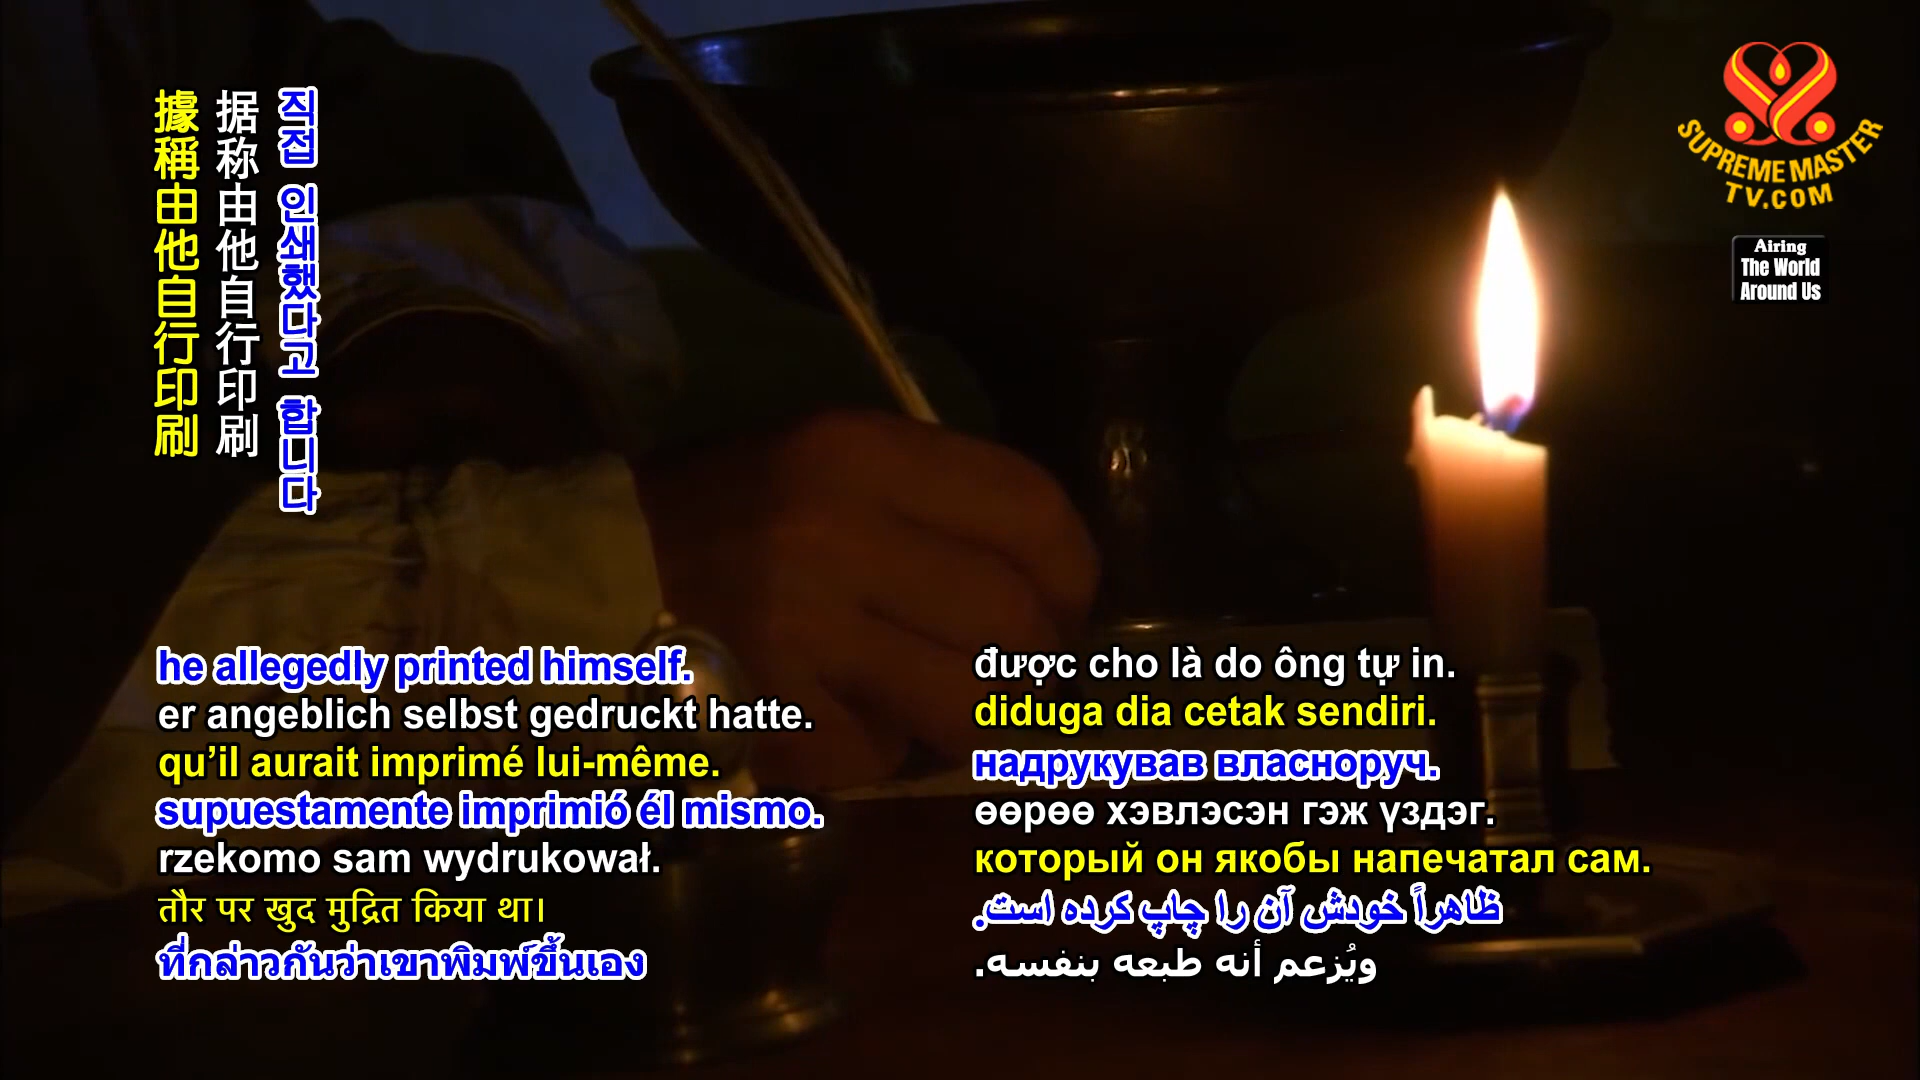 據稱由他自行印刷
据称由他自行印刷
직접 인쇄했다고 합니다
he allegedly printed himself.
er angeblich selbst gedruckt hatte.
qu’il aurait imprimé lui-même.
supuestamente imprimió él mismo.
rzekomo sam wydrukował.
तौर पर खुद मुद्रित किया था।
ที่กล่าวกันว่าเขาพิมพ์ขึ้นเอง
được cho là do ông tự in.
diduga dia cetak sendiri.
надрукував власноруч.
өөрөө хэвлэсэн гэж үздэг.
который он якобы напечатал сам.
ظاهراً خودش آن را چاپ کرده است.
ويُزعم أنه طبعه بنفسه.
SUPREME MASTER
TV.COM
Airing
The World
Around Us